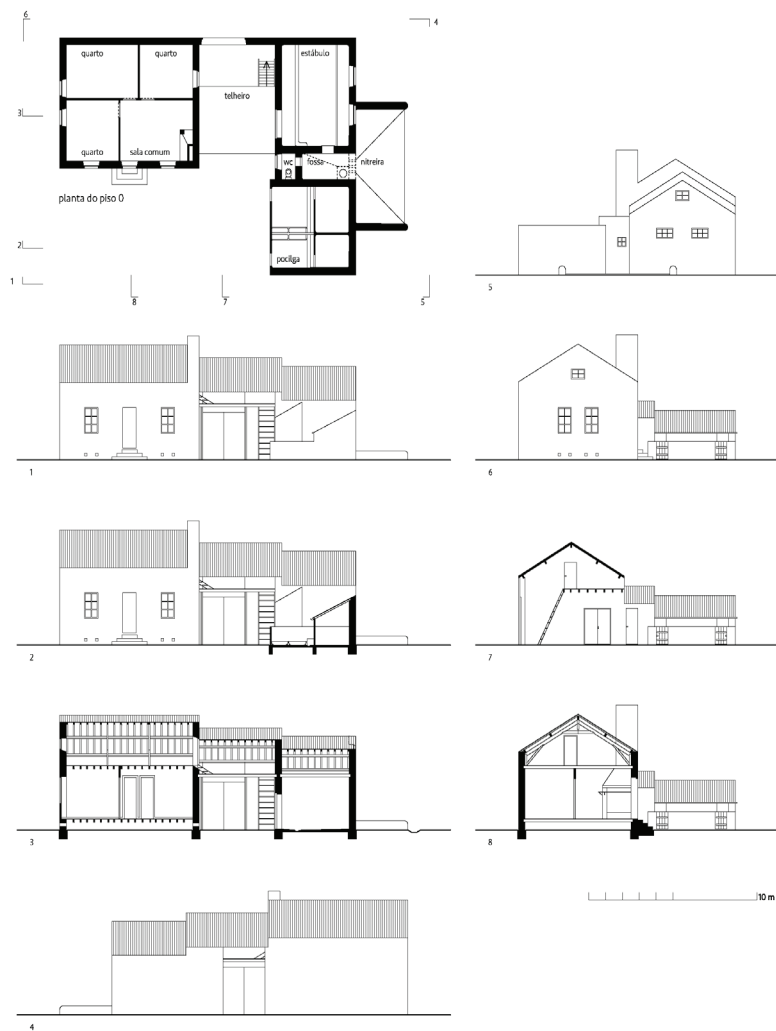 6
4
quarto
quarto
estábulo
telheiro
3
quarto
sala comum
wc
fossa
nitreira
planta do piso 0
2
pocilga
1
8
7
5
5
1
6
2
7
3
8
10 m
4